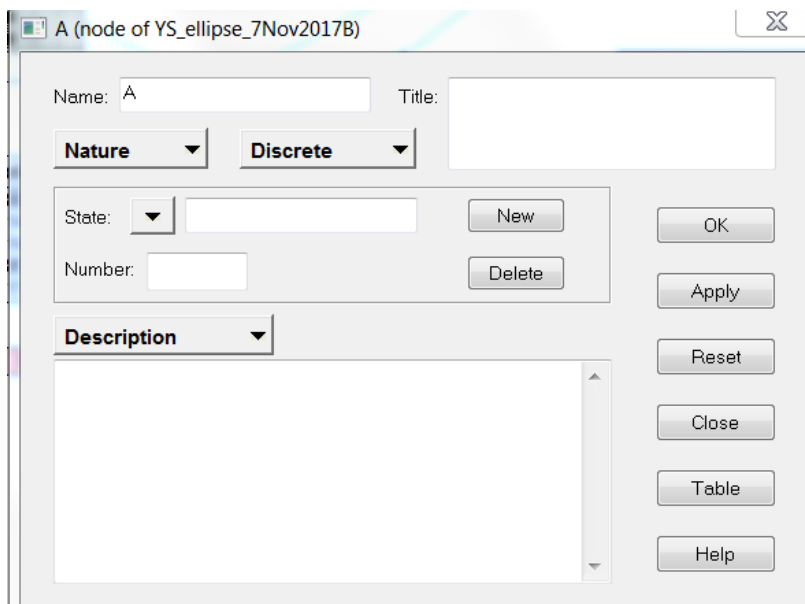 A (node of YS_ellipse_7Nov2017B)
Name: A Title:
Nature Discrete
State: New
Number: Delete
OK
Apply
Description
Reset
Close
Table
Help